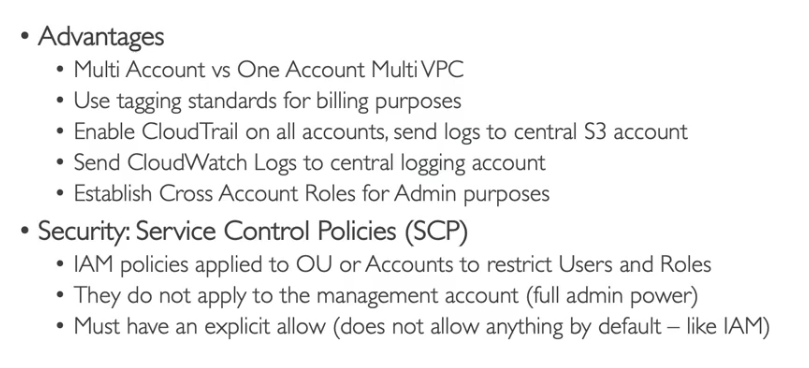 • Advantages
• Multi Account vs One Account Multi VPC
• Use tagging standards for billing purposes
• Enable CloudTrail on all accounts, send logs to central S3 account
• Send CloudWatch Logs to central logging account
• Establish Cross Account Roles for Admin purposes
• Security: Service Control Policies (SCP)
• IAM policies applied to OU or Accounts to restrict Users and Roles
• They do not apply to the management account (full admin power)
• Must have an explicit allow (does not allow anything by default – like IAM)